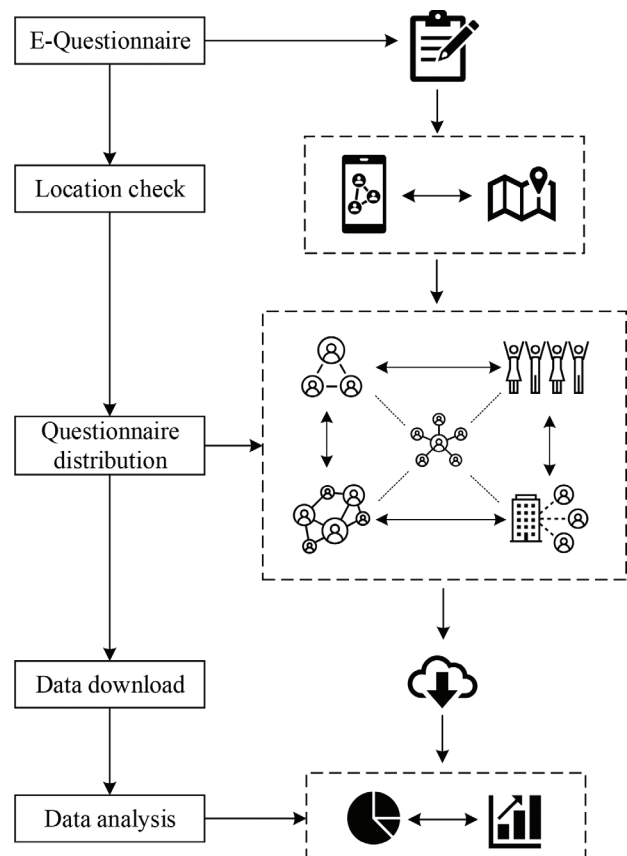 E-Questionnaire
Location check
Questionnaire
distribution
Data download
Data analysis